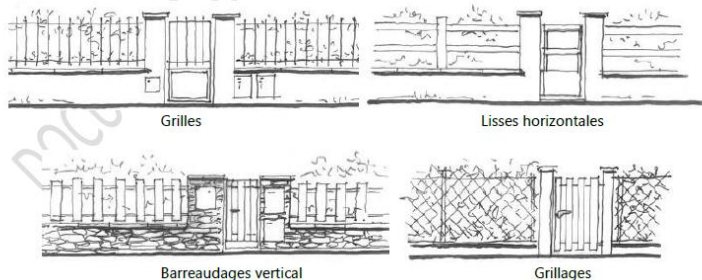 Grilles
Lisses horizontales
Barreaudages vertical
Grillages